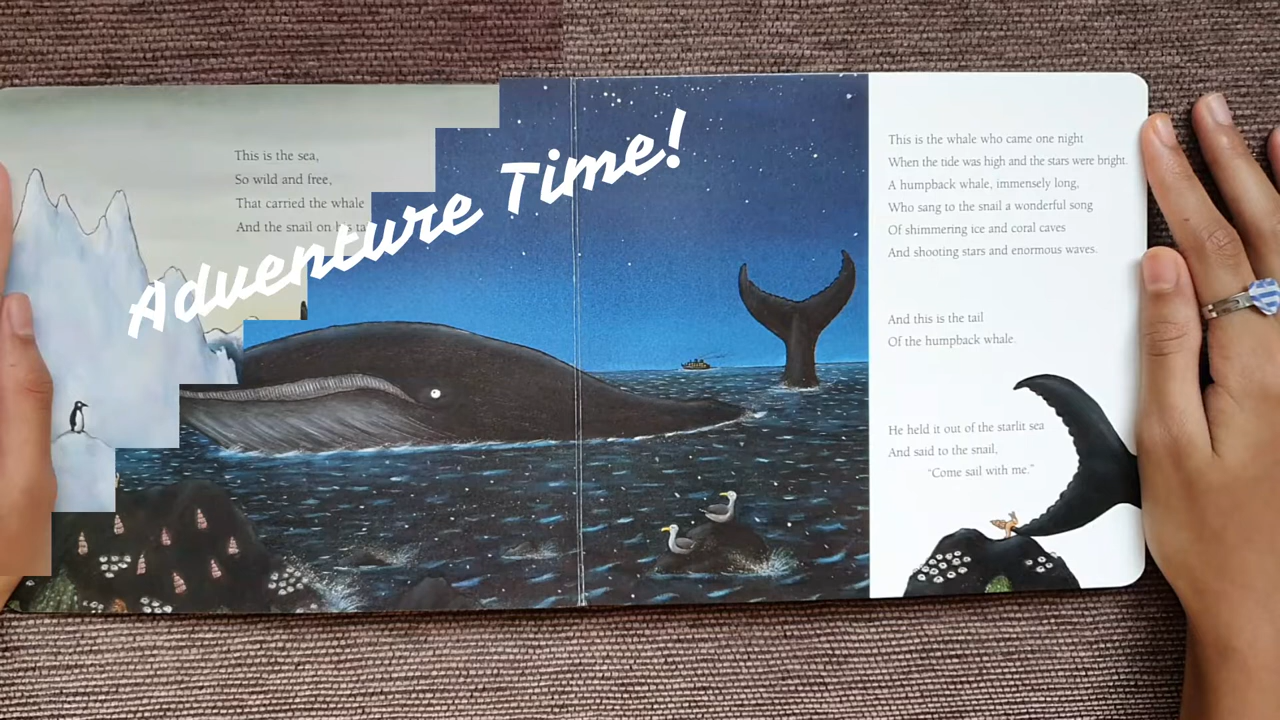 This is the sea,
So wild and free,
That carried the whale
And the snail on his
Adventure Time!
This is the whale who came one night
When the tide was high and the stars were bright.
A humpback whale, immensely long,
Who sang to the snail a wonderful song
Of shimmering ice and coral caves
And shooting stars and enormous waves.
And this is the tail
Of the humpback whale.
He held it out of the starlit sea
And said to the snail,
“Come sail with me.”